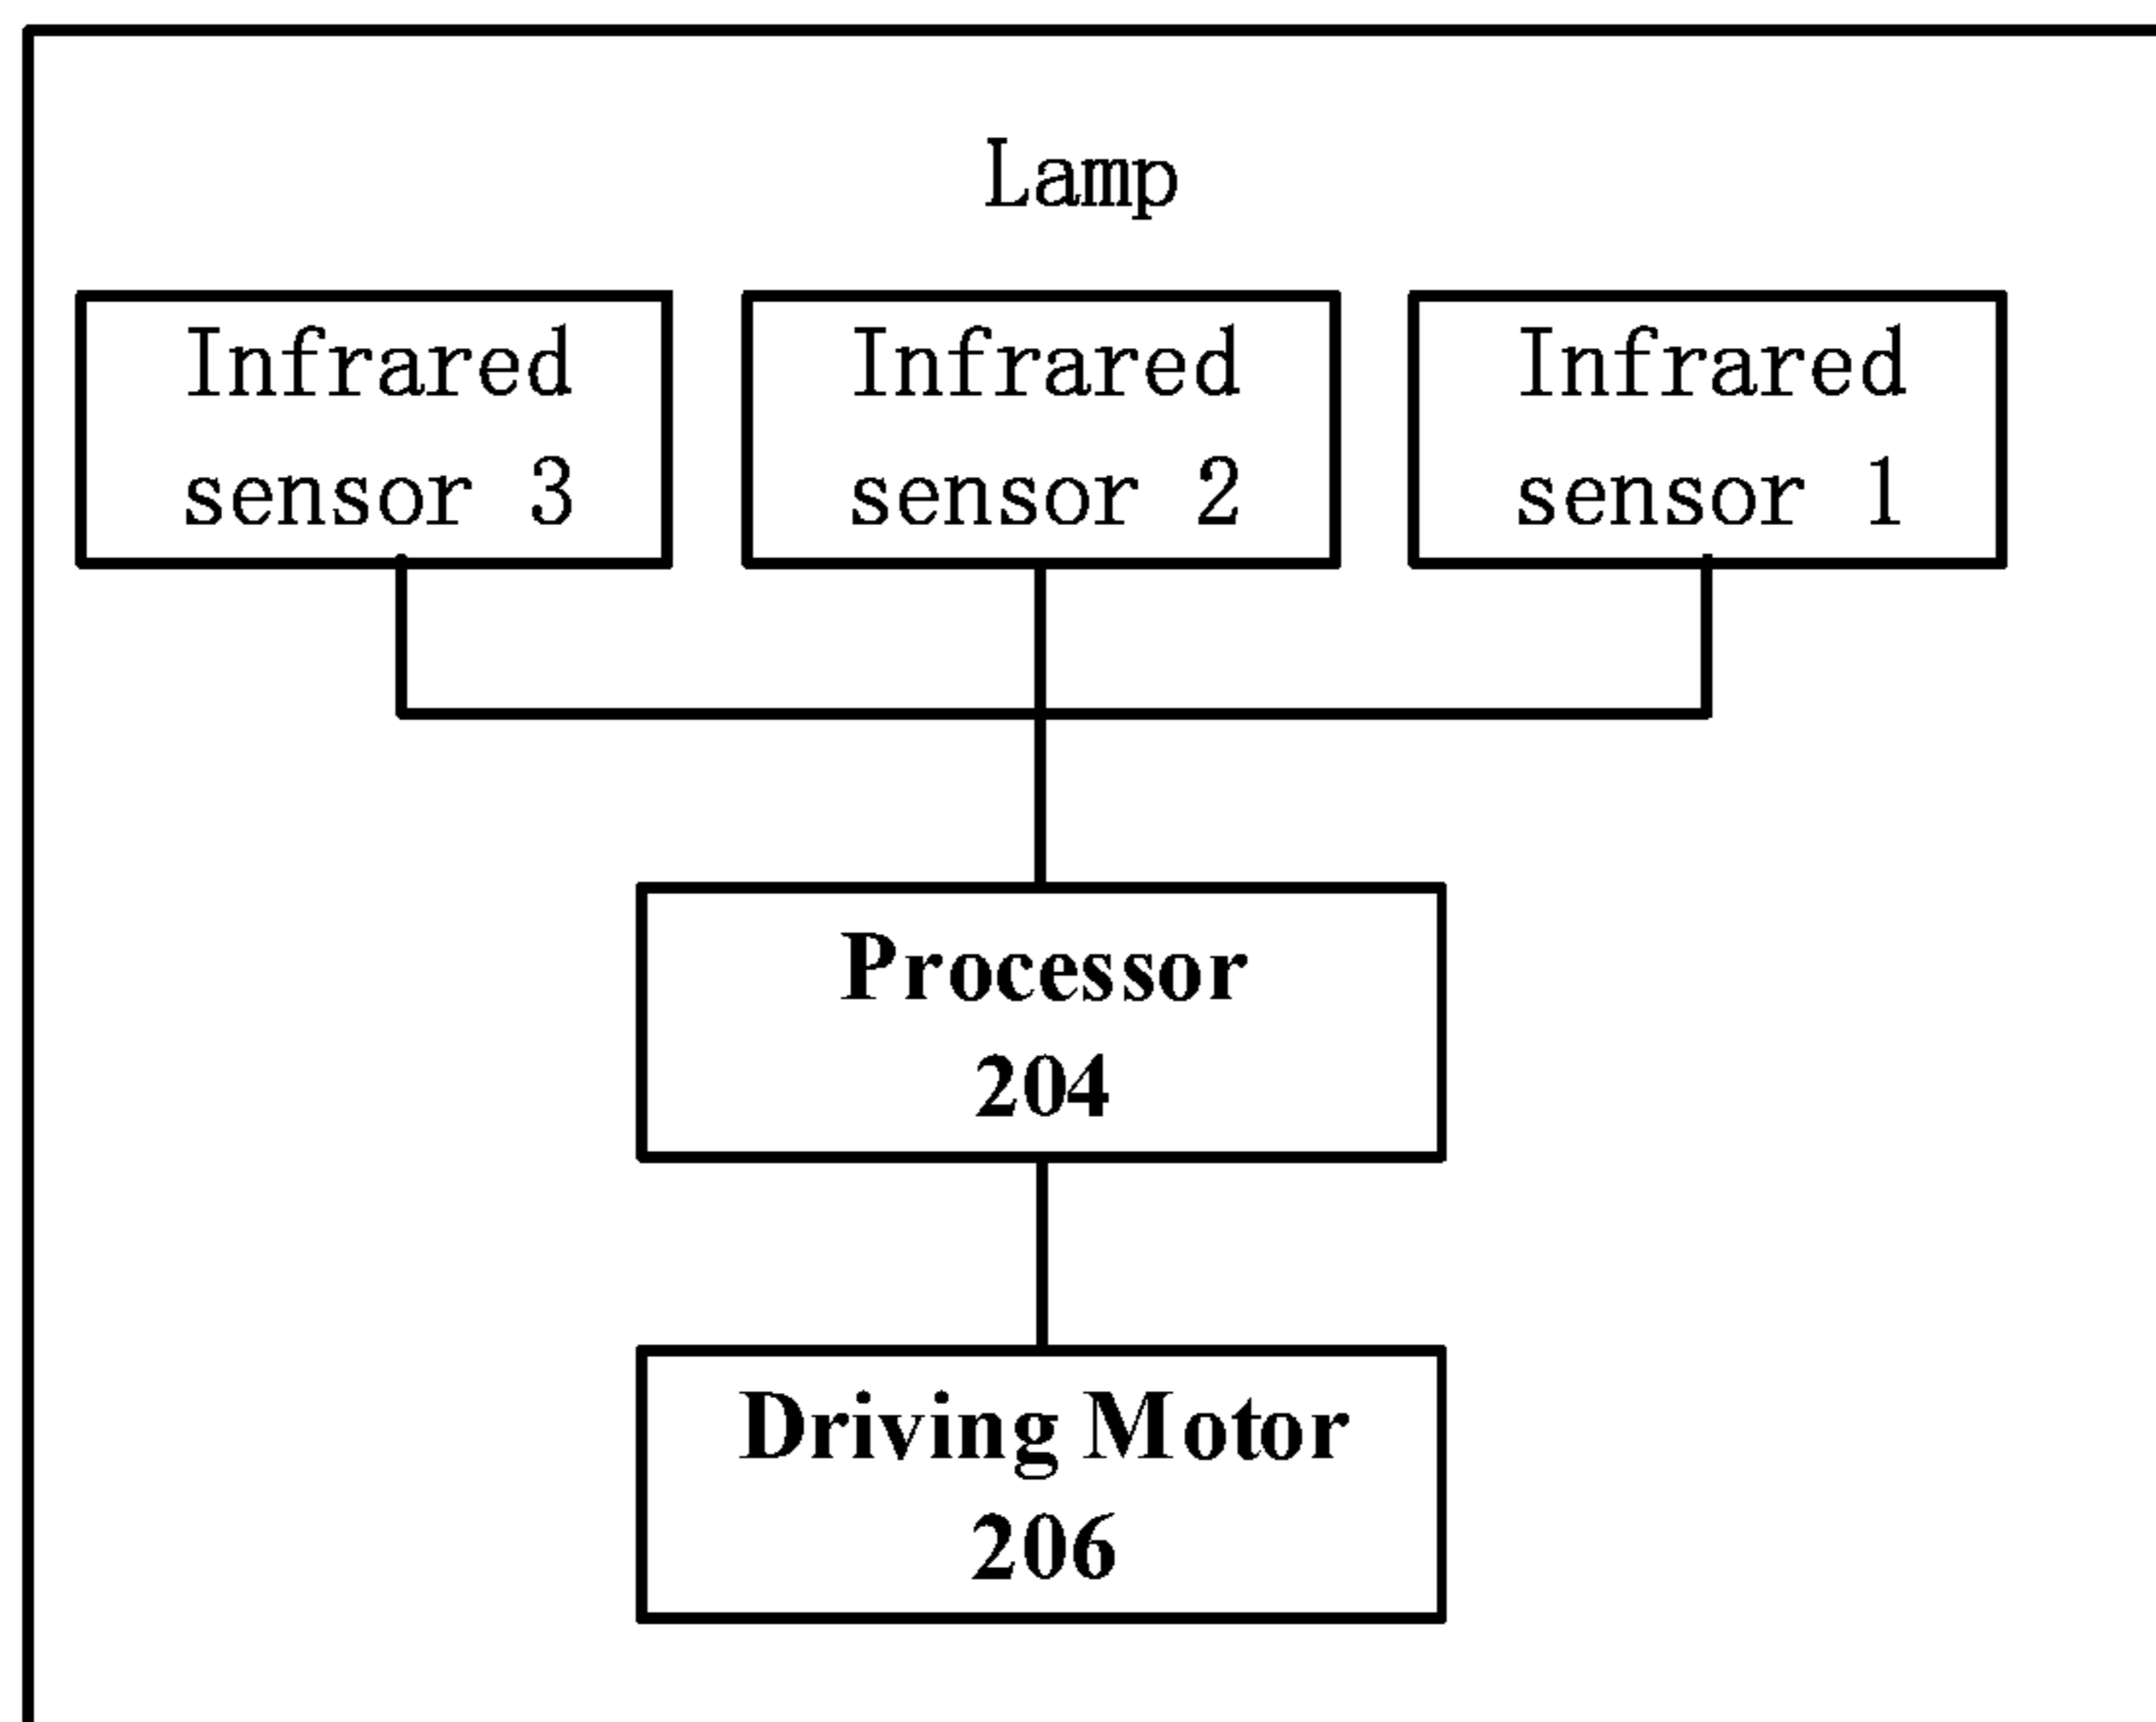 Lamp
Infrared
sensor 3
Infrared
sensor 2
Infrared
sensor 1
Processor
204
Driving Motor
206